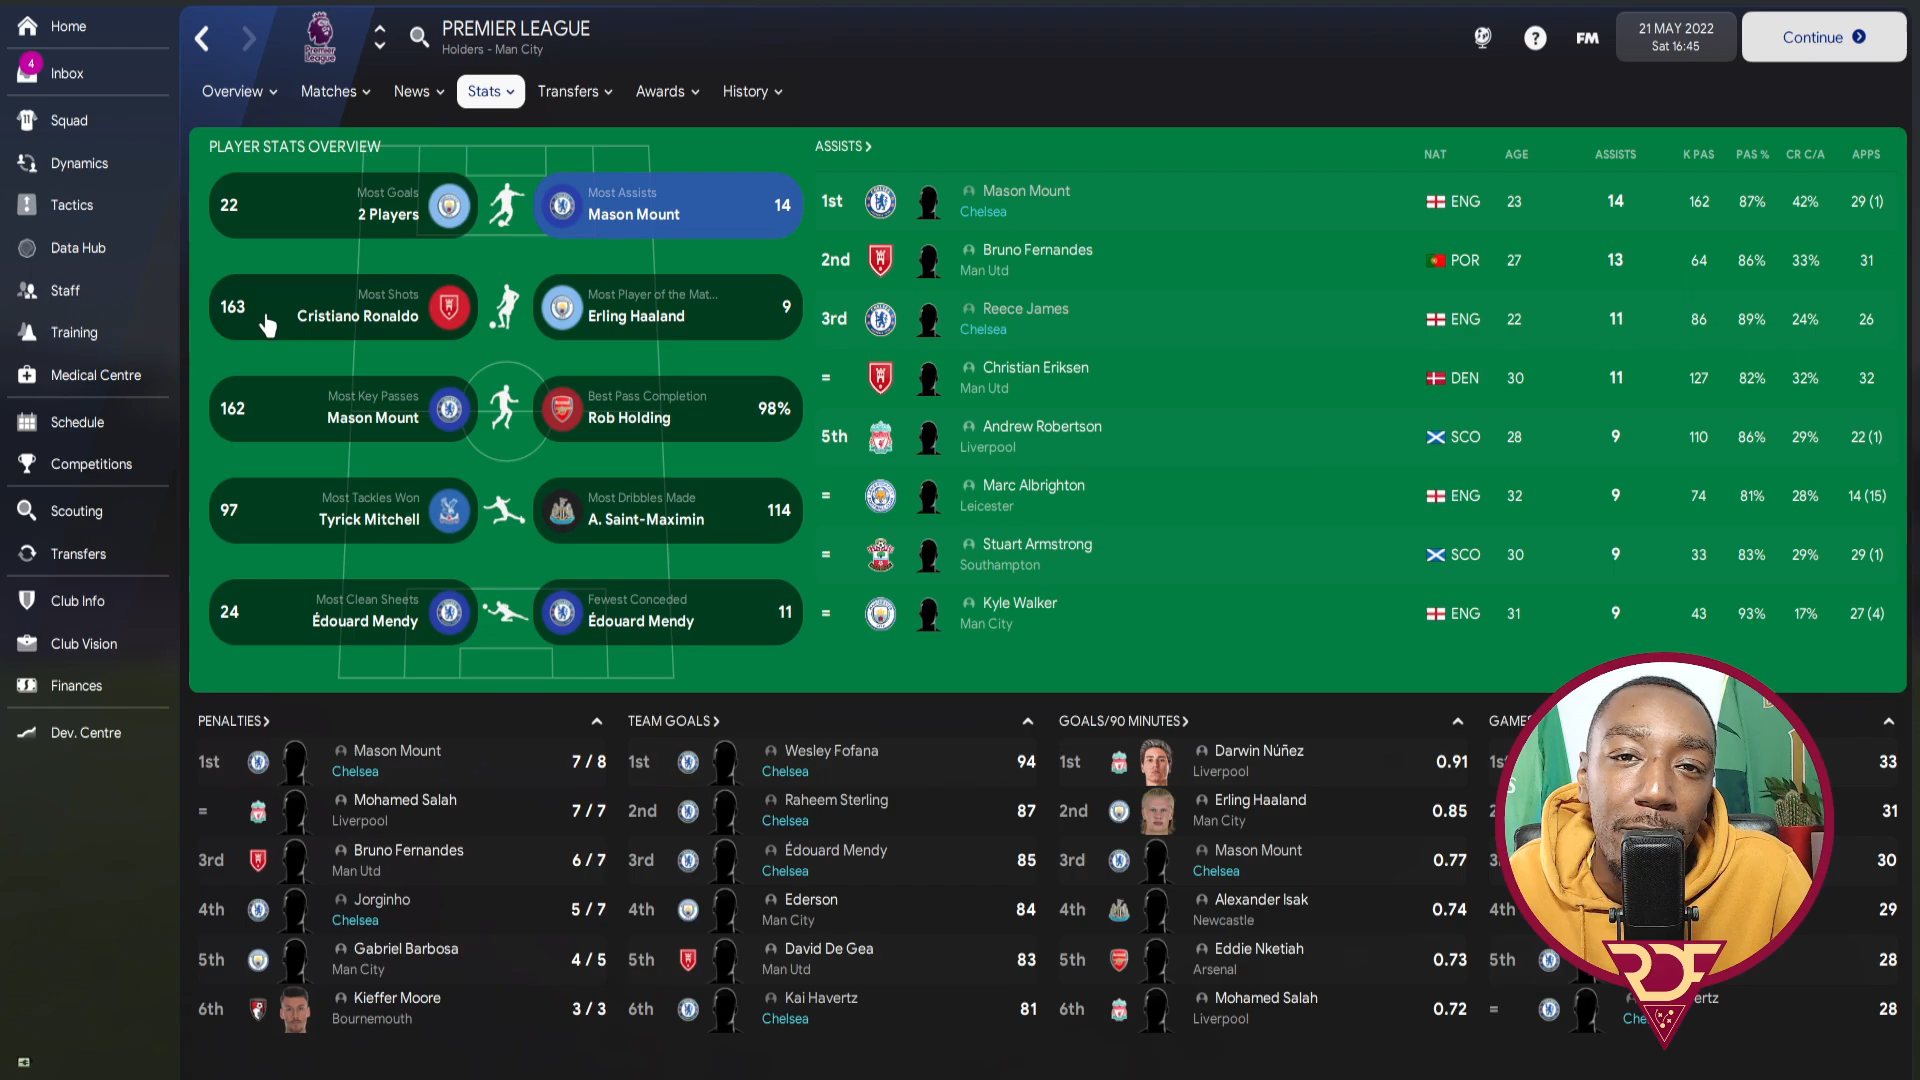 Home
4
Inbox
Squad
Dynamics
Tactics
Data Hub
Staff
Training
Medical Centre
Schedule
Competitions
Scouting
Transfers
Club Info
Club Vision
Finances
Dev. Centre
Premier League
PREMIER LEAGUE
Holders - Man City
? FM
21 MAY 2022
Sat 16:45
Continue
Overview Matches News Stats Transfers Awards History
PLAYER STATS OVERVIEW
22 Most Goals
2 Players
Most Assists
Mason Mount 14
163 Most Shots
Cristiano Ronaldo
Most Player of the Mat...
Erling Haaland 9
162 Most Key Passes
Mason Mount
Best Pass Completion
Rob Holding 98%
97 Most Tackles Won
Tyrick Mitchell
Most Dribbles Made
A. Saint-Maximin 114
24 Most Clean Sheets
Édouard Mendy
Fewest Conceded
Édouard Mendy 11
ASSISTS NAT AGE ASSISTS K PAS PAS % CR C/A APPS
1st Mason Mount ENG 23 14 162 87% 42% 29 (1)
Chelsea
2nd Bruno Fernandes POR 27 13 64 86% 33% 31
Man Utd
3rd Reece James ENG 22 11 86 89% 24% 26
Chelsea
= Christian Eriksen DEN 30 11 127 82% 32% 32
Man Utd
5th Andrew Robertson SCO 28 9 110 86% 29% 22 (1)
Liverpool
= Marc Albrighton ENG 32 9 74 81% 28% 14 (15)
Leicester
= Stuart Armstrong SCO 30 9 33 83% 29% 29 (1)
Southampton
= Kyle Walker ENG 31 9 43 93% 17% 27 (4)
Man City
PENALTIES
1st Mason Mount 7 / 8
Chelsea
= Mohamed Salah 7 / 7
Liverpool
3rd Bruno Fernandes 6 / 7
Man Utd
4th Jorginho 5 / 7
Chelsea
5th Gabriel Barbosa 4 / 5
Man City
6th Kieffer Moore 3 / 3
Bournemouth
TEAM GOALS
1st Wesley Fofana 94
Chelsea
2nd Raheem Sterling 87
Chelsea
3rd Édouard Mendy 85
Chelsea
4th Ederson 84
Man City
5th David De Gea 83
Man Utd
6th Kai Havertz 81
Chelsea
GOALS/90 MINUTES
1st Darwin Núñez 0.91
Liverpool
2nd Erling Haaland 0.85
Man City
3rd Mason Mount 0.77
Chelsea
4th Alexander Isak 0.74
Newcastle
5th Eddie Nketiah 0.73
Arsenal
6th Mohamed Salah 0.72
Liverpool
GAME
33
31
30
4th 29
5th 28
= ertz 28
Che
RDF